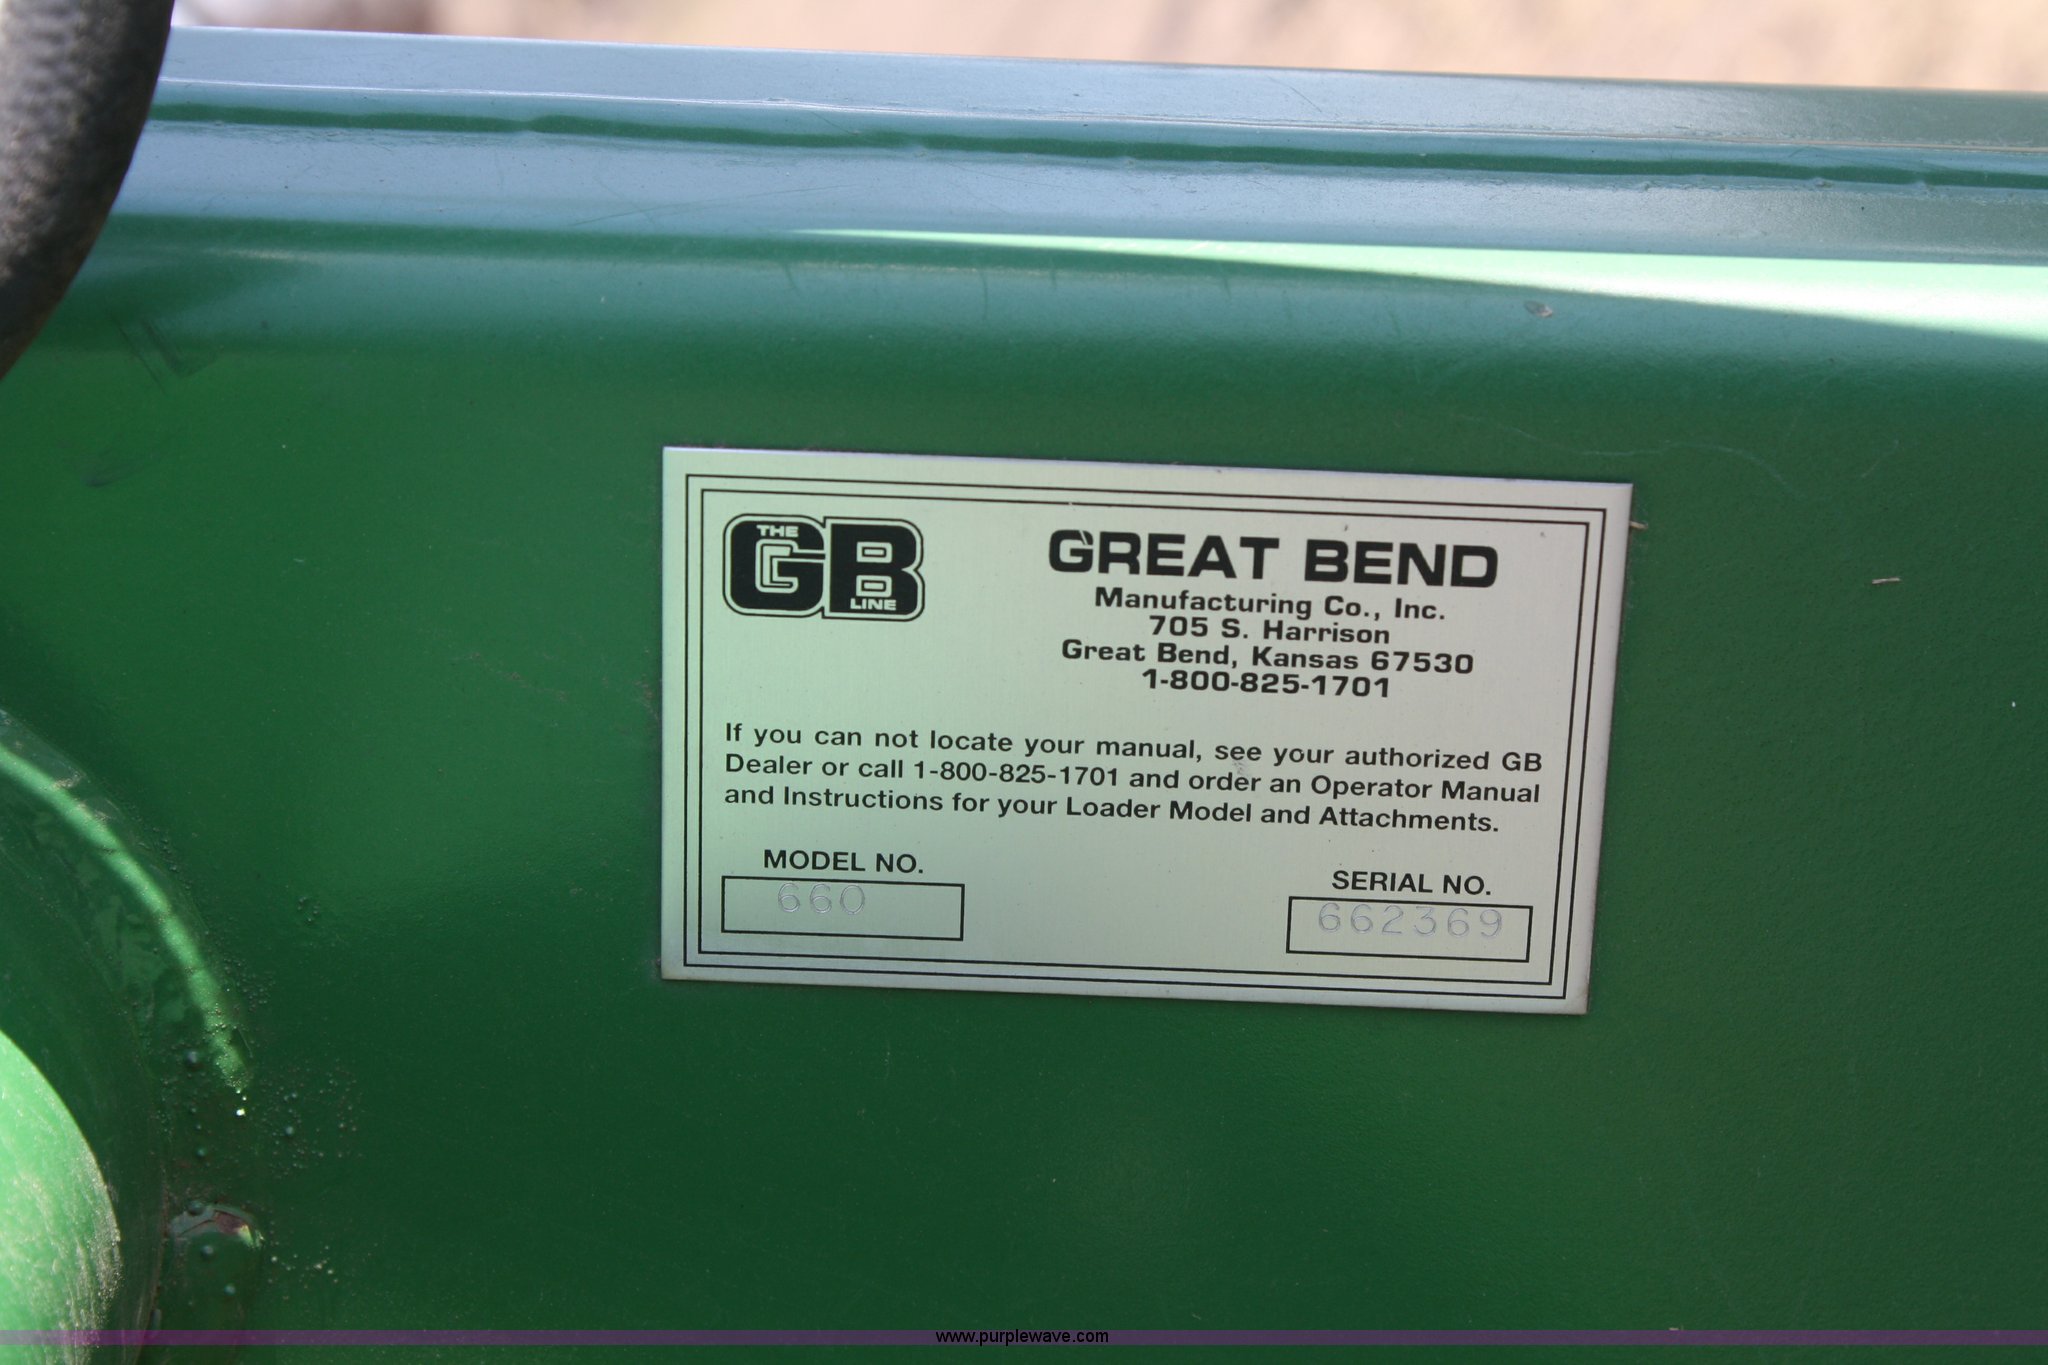 THE
GB
LINE
GREAT BEND
Manufacturing Co., Inc.
705 S. Harrison
Great Bend, Kansas 67530
1-800-825-1701
If you can not locate your manual, see your authorized GB
Dealer or call 1-800-825-1701 and order an Operator Manual
and Instructions for your Loader Model and Attachments.
MODEL NO.
660
SERIAL NO.
662369
www.purplewave.com